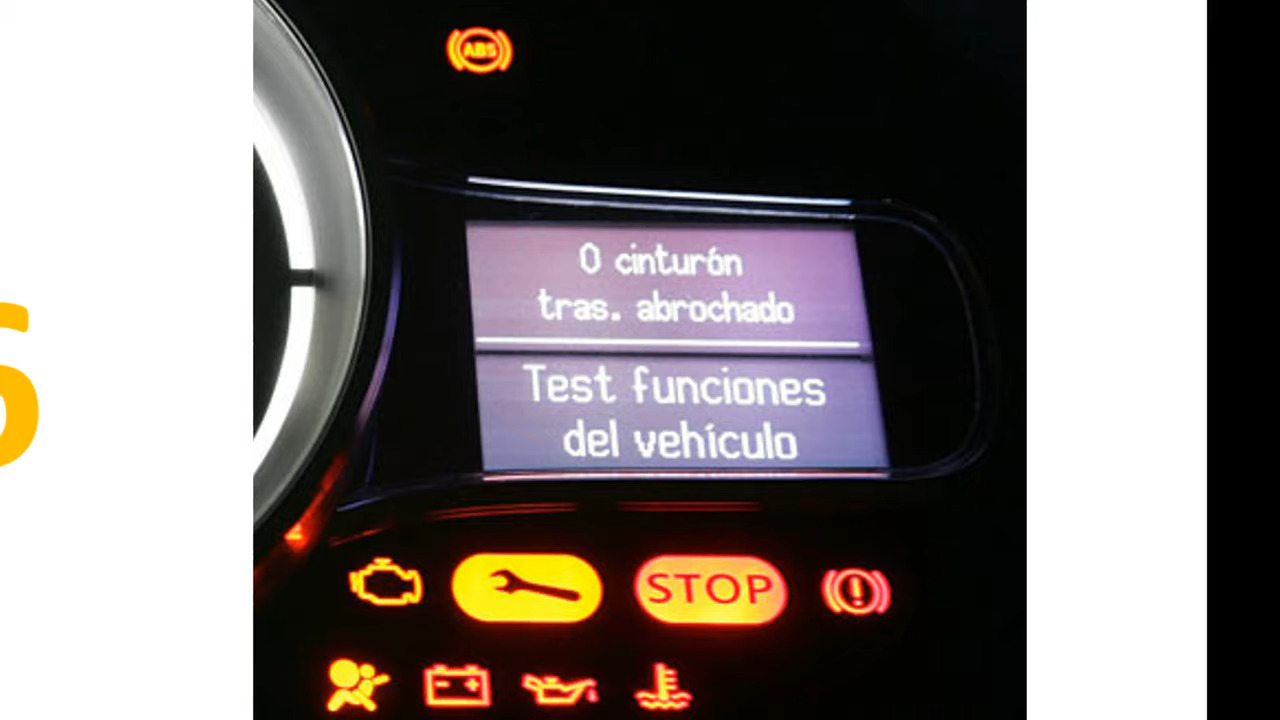 ABS
0 cinturón
tras. abrochado
Test funciones
del vehículo
STOP